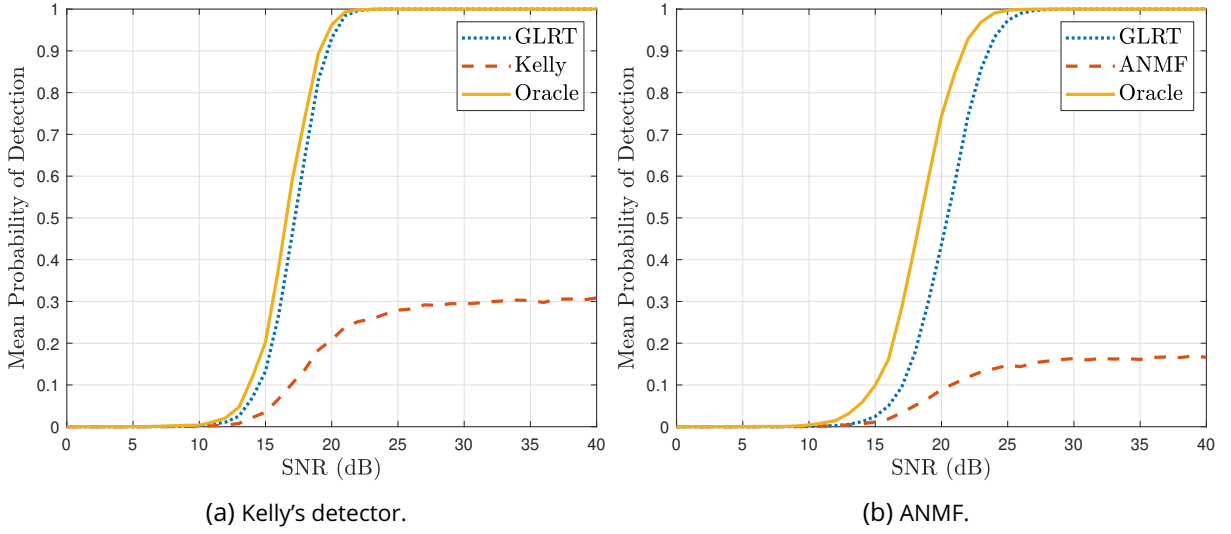 Mean Probability of Detection
1
0.9
0.8
0.7
0.6
0.5
0.4
0.3
0.2
0.1
0
0 5 10 15 20 25 30 35 40
SNR (dB)
GLRT
Kelly
Oracle
(a) Kelly's detector.
Mean Probability of Detection
1
0.9
0.8
0.7
0.6
0.5
0.4
0.3
0.2
0.1
0
0 5 10 15 20 25 30 35 40
SNR (dB)
GLRT
ANMF
Oracle
(b) ANMF.